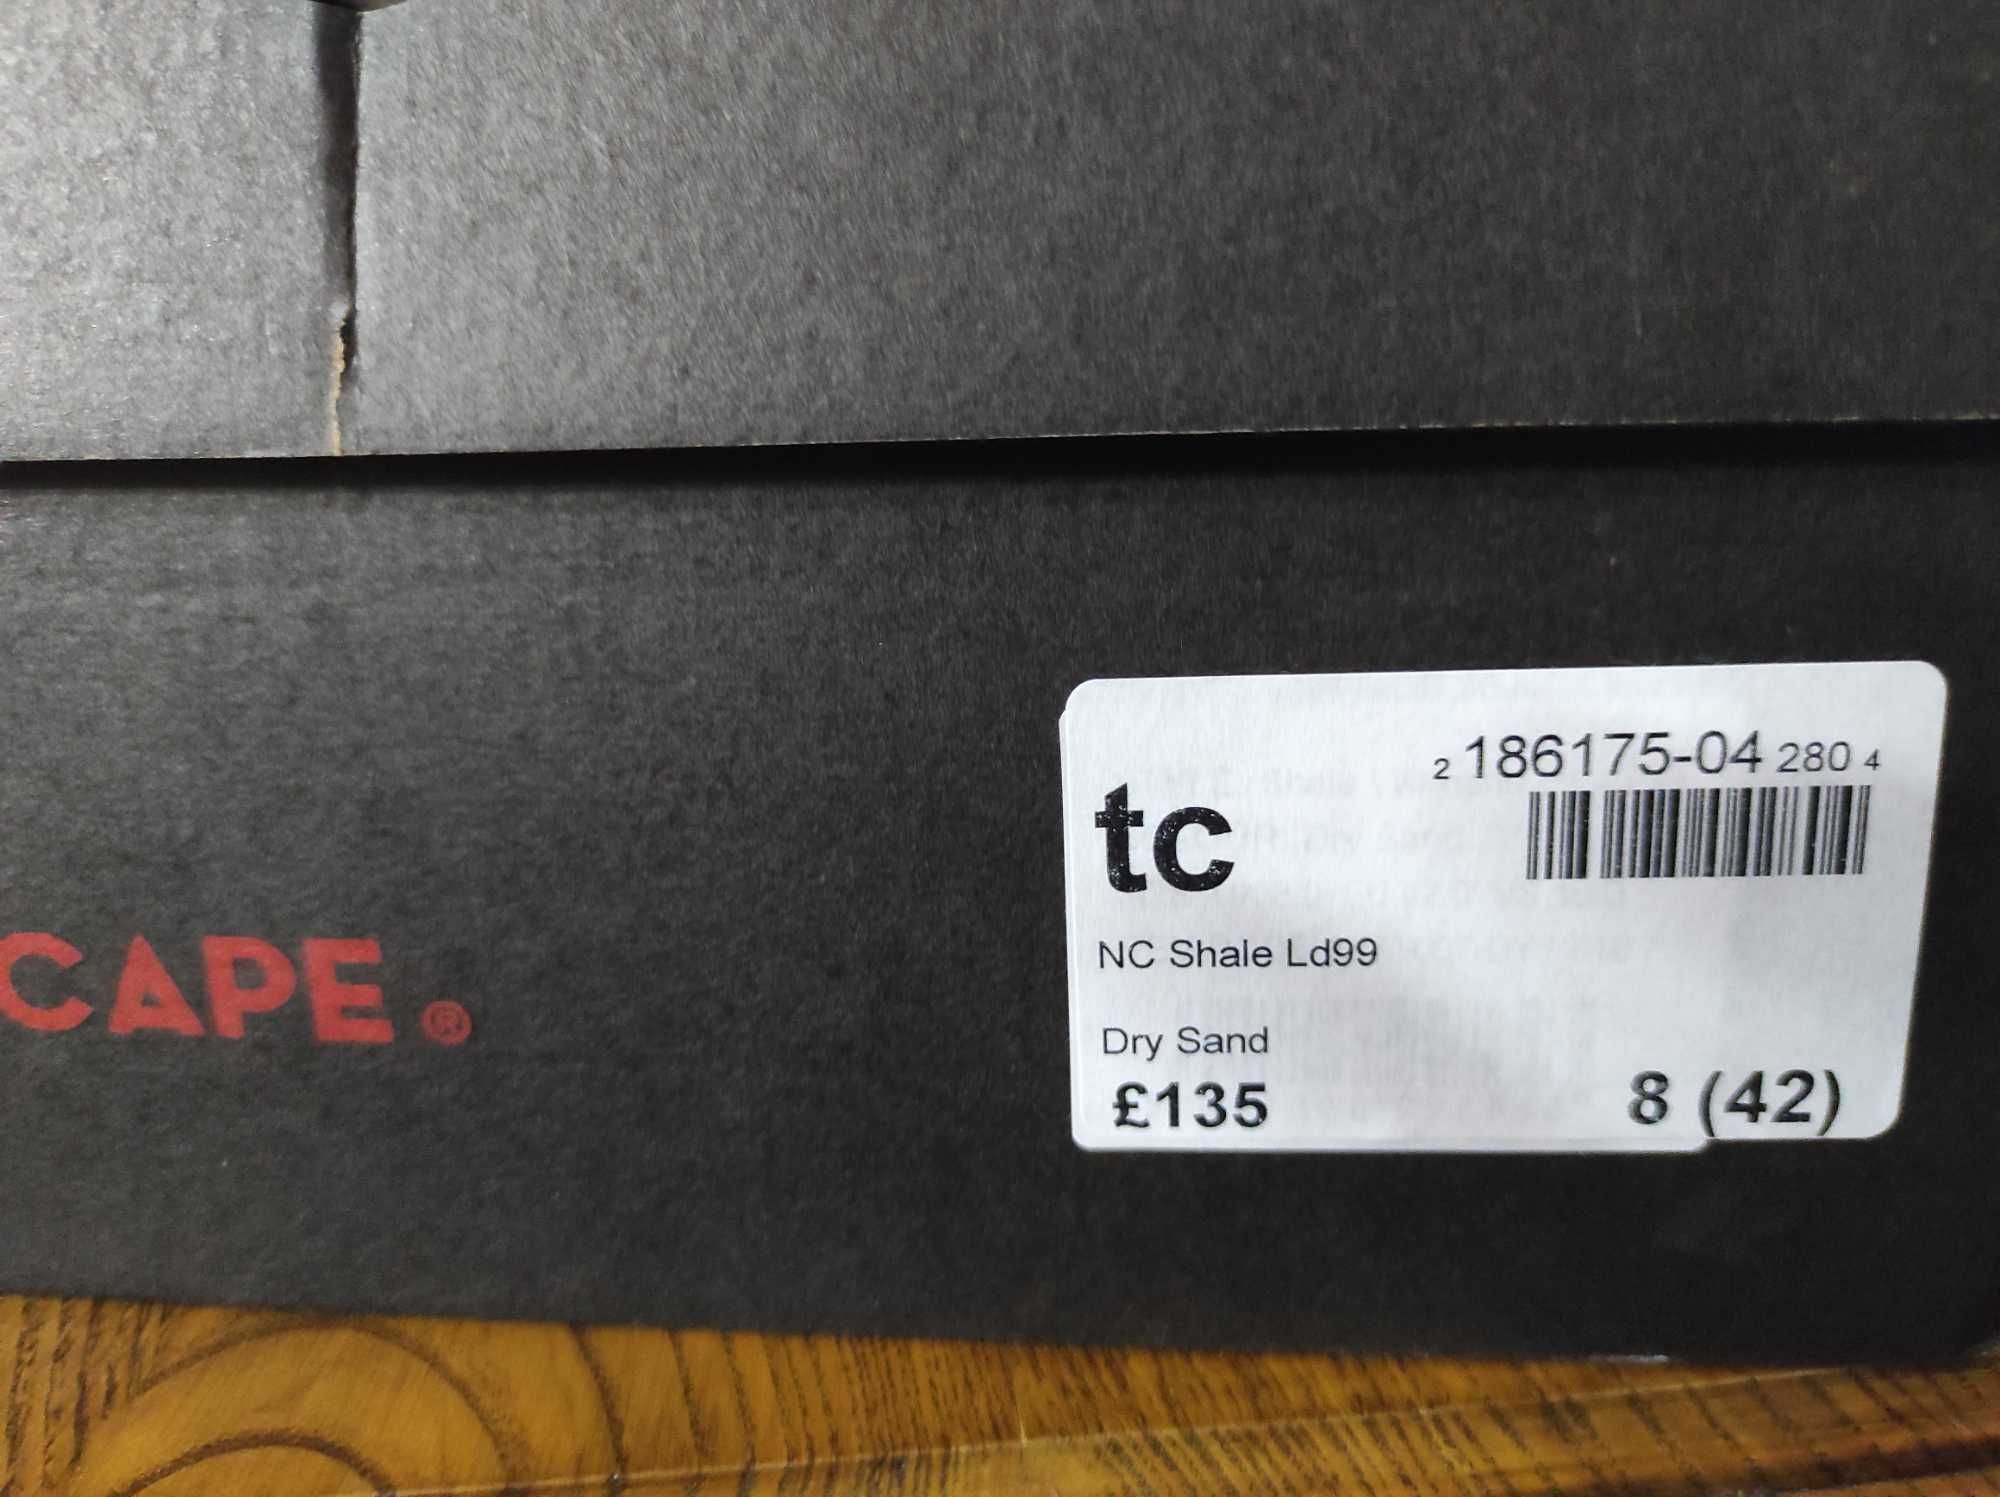 2 186175-04 280 4
tc
NC Shale Ld99
Dry Sand
£135 8 (42)
CAPE ®